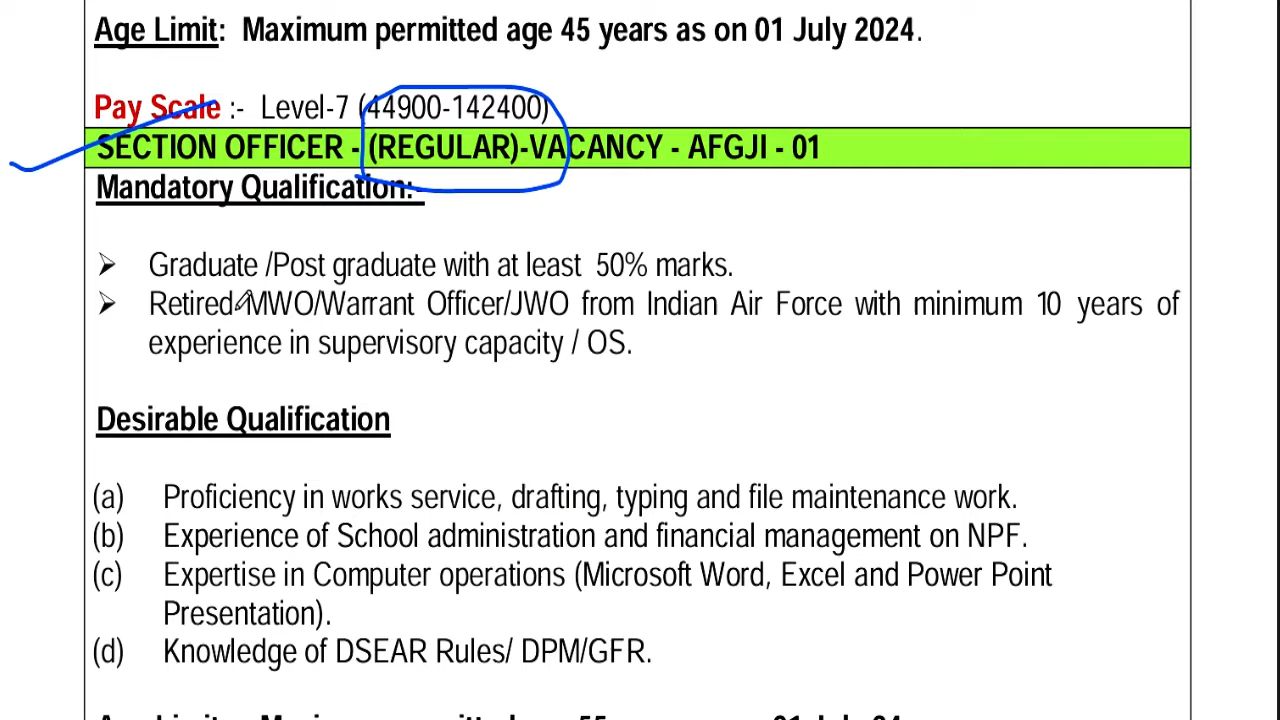 Age Limit: Maximum permitted age 45 years as on 01 July 2024.
Pay Scale :- Level-7 (44900-142400)
SECTION OFFICER - (REGULAR)-VACANCY - AFGJI - 01
Mandatory Qualification:-
➢ Graduate /Post graduate with at least 50% marks.
➢ Retired MWO/Warrant Officer/JWO from Indian Air Force with minimum 10 years of
experience in supervisory capacity / OS.
Desirable Qualification
(a) Proficiency in works service, drafting, typing and file maintenance work.
(b) Experience of School administration and financial management on NPF.
(c) Expertise in Computer operations (Microsoft Word, Excel and Power Point
Presentation).
(d) Knowledge of DSEAR Rules/ DPM/GFR.